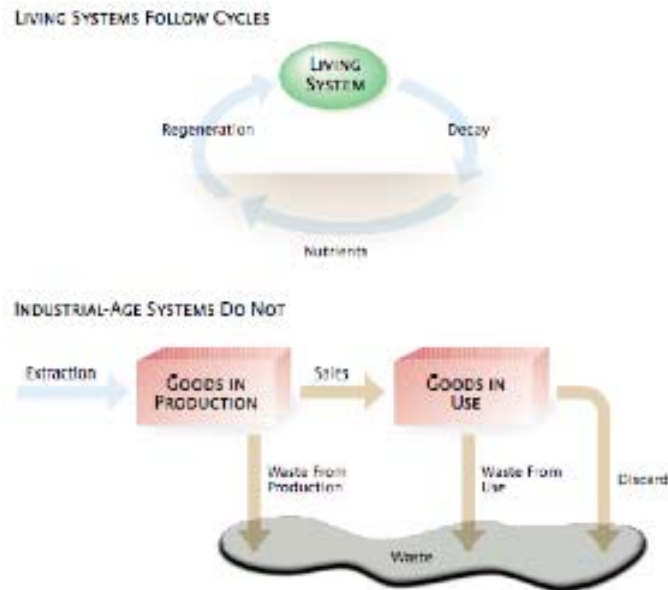 LIVING SYSTEMS FOLLOW CYCLES
LIVING
SYSTEM
Regeneration
Decay
Nutrients
INDUSTRIAL-AGE SYSTEMS DO NOT
Extraction
GOODS IN
PRODUCTION
Sales
GOODS IN
USE
Waste From
Production
Waste From
Use
Discard
Waste